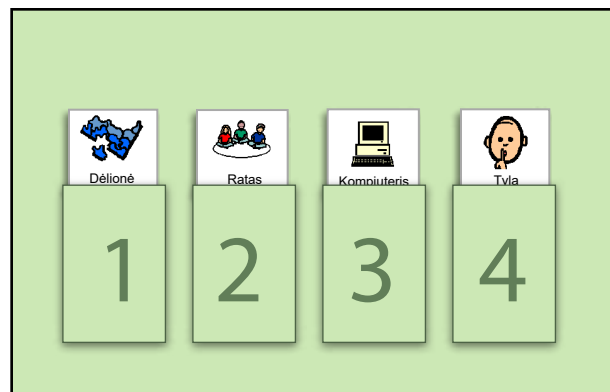 Dėlionė
Ratas
Kompiuteris
Tyla
1
2
3
4